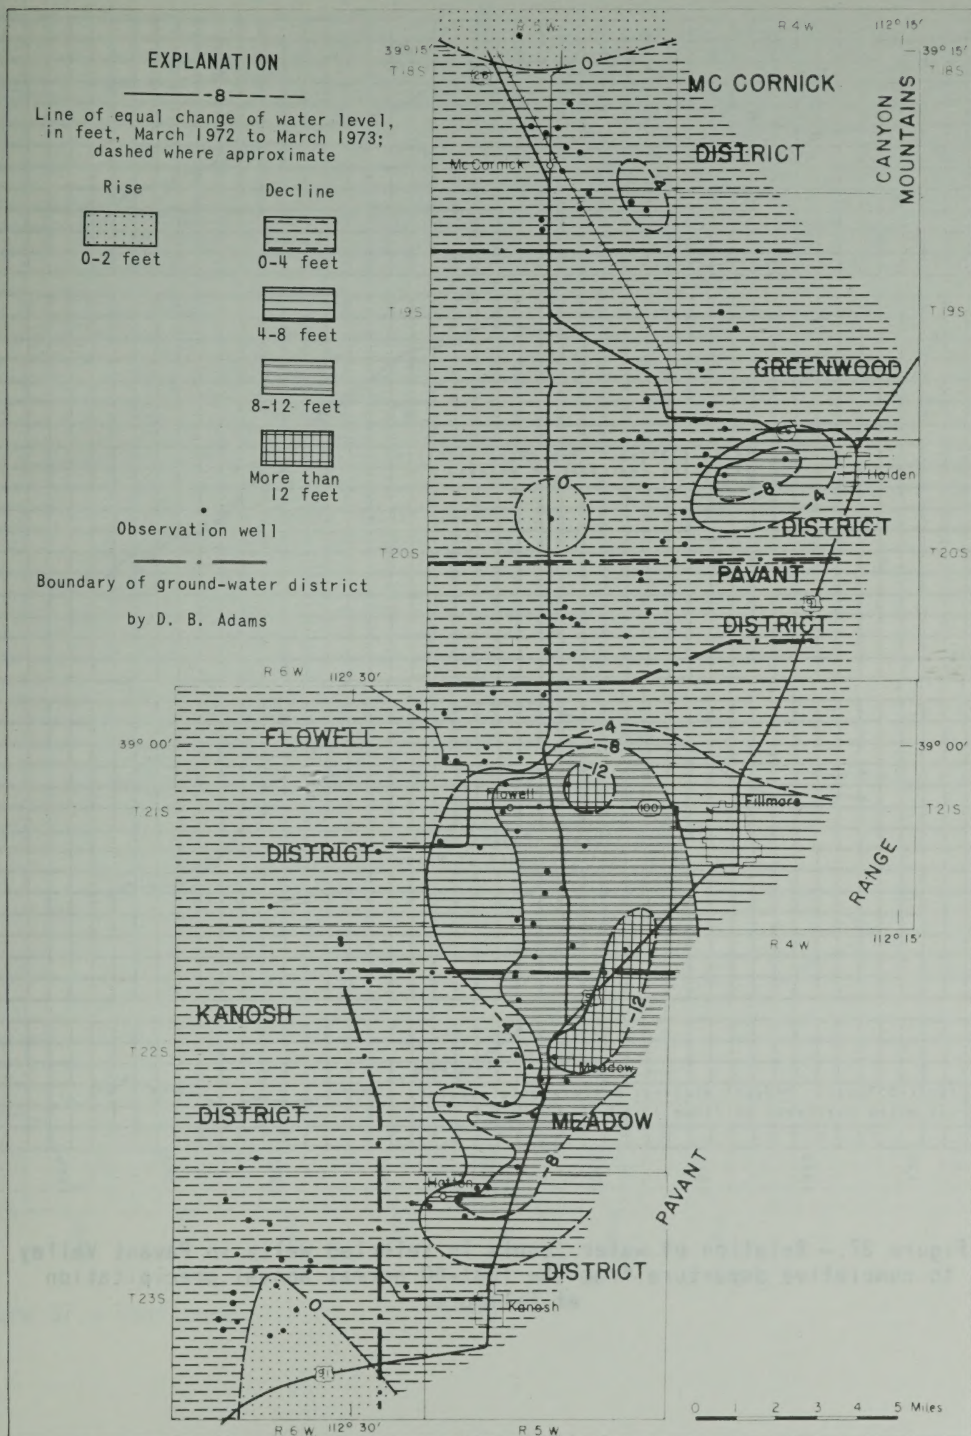 EXPLANATION
-8
Line of equal change of water level,
in feet, March 1972 to March 1973;
dashed where approximate
Rise
Decline
0-2 feet
0-4 feet
4-8 feet
8-12 feet
More than
12 feet
Observation well
Boundary of ground-water district
by D. B. Adams
R 5 W
R 4 W
112° 15'
39° 15'
39° 15'
T 18 S
T 18 S
0
MC CORNICK
DISTRICT
McCornick
4
CANYON
MOUNTAINS
T 19 S
T 19 S
GREENWOOD
Holden
8
4
0
DISTRICT
T 20 S
T 20 S
PAVANT
91
DISTRICT
R 6 W
112° 30'
FLOWELL
39° 00'
39° 00'
4
8
12
Flowell
100
Fillmore
T 21 S
T 21 S
DISTRICT
RANGE
R 4 W
112° 15'
KANOSH
4
12
T 22 S
Meadow
DISTRICT
MEADOW
8
Hatton
PAVANT
DISTRICT
T 23 S
0
Kanosh
91
R 6 W
112° 30'
R 5 W
0 1 2 3 4 5 Miles